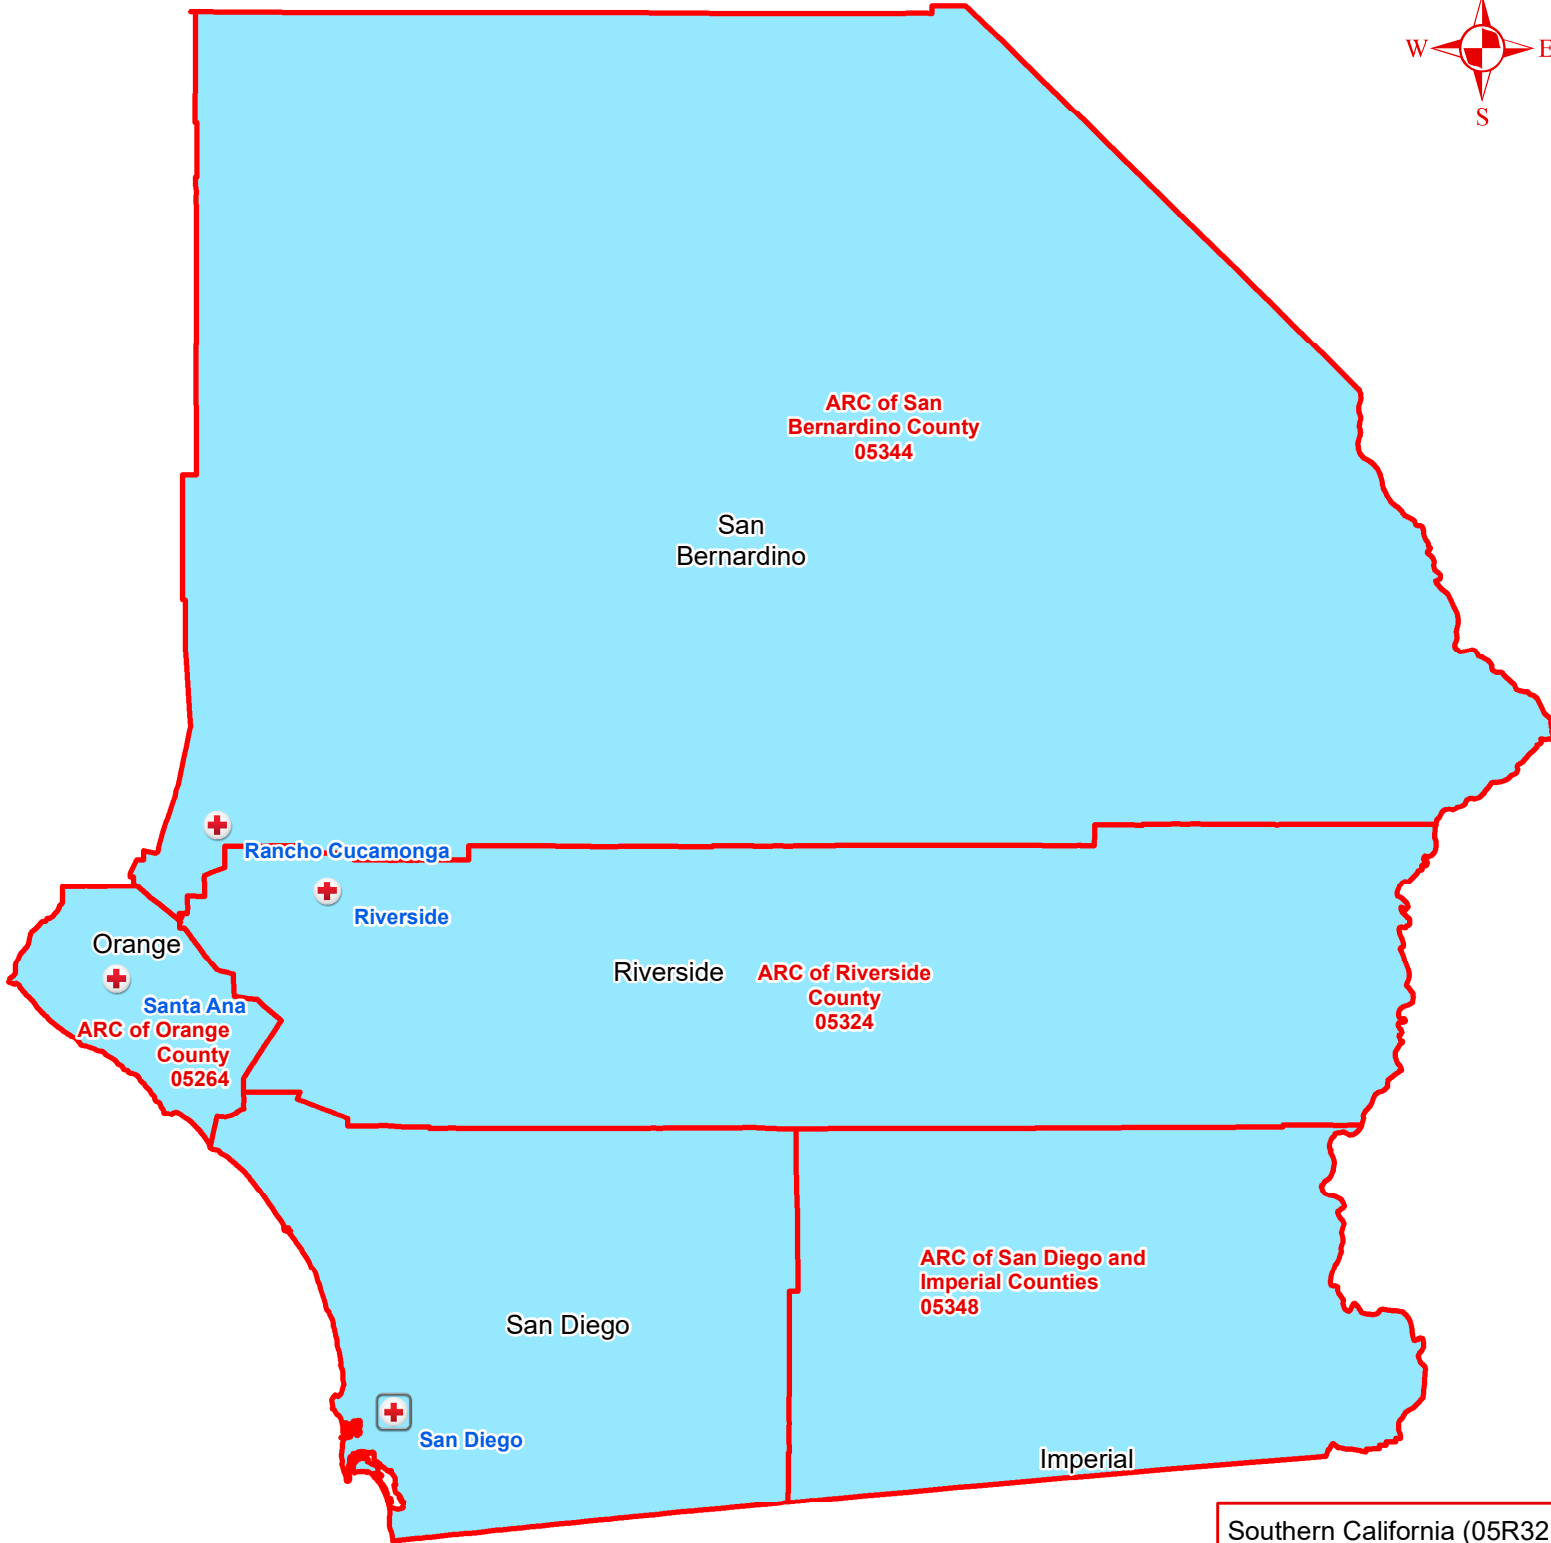 W
E
S
ARC of San
Bernardino County
05344
San
Bernardino
Rancho Cucamonga
Riverside
Orange
Santa Ana
ARC of Orange
County
05264
Riverside
ARC of Riverside
County
05324
ARC of San Diego and
Imperial Counties
05348
San Diego
San Diego
Imperial
Southern California (05R32